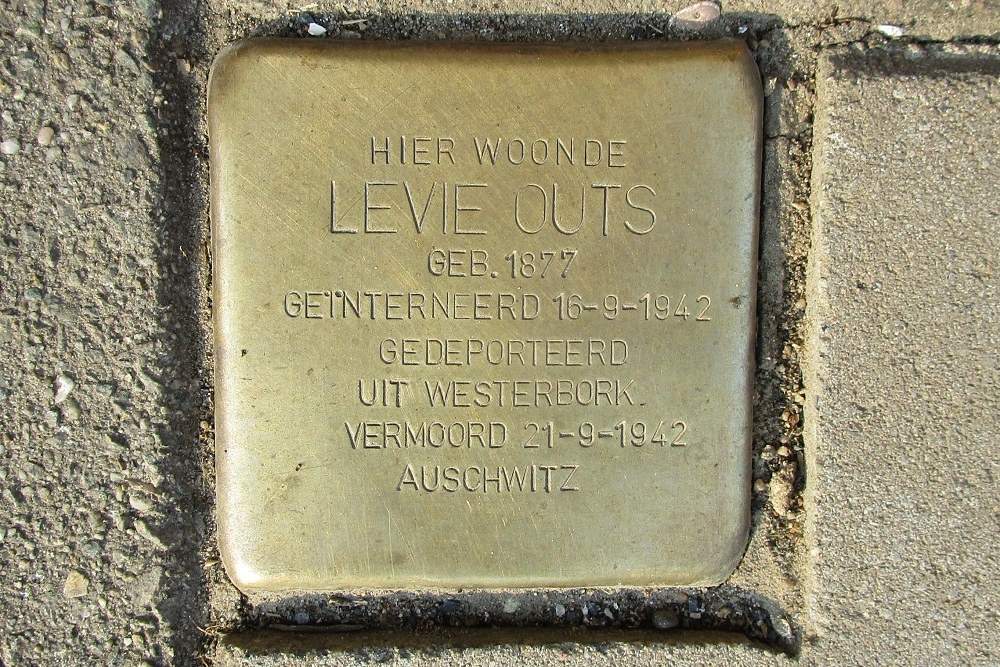 HIER WOONDE
LEVIE OUTS
GEB. 1877
GEÏNTERNEERD 16-9-1942
GEDEPORTEERD
UIT WESTERBORK.
VERMOORD 21-9-1942
AUSCHWITZ